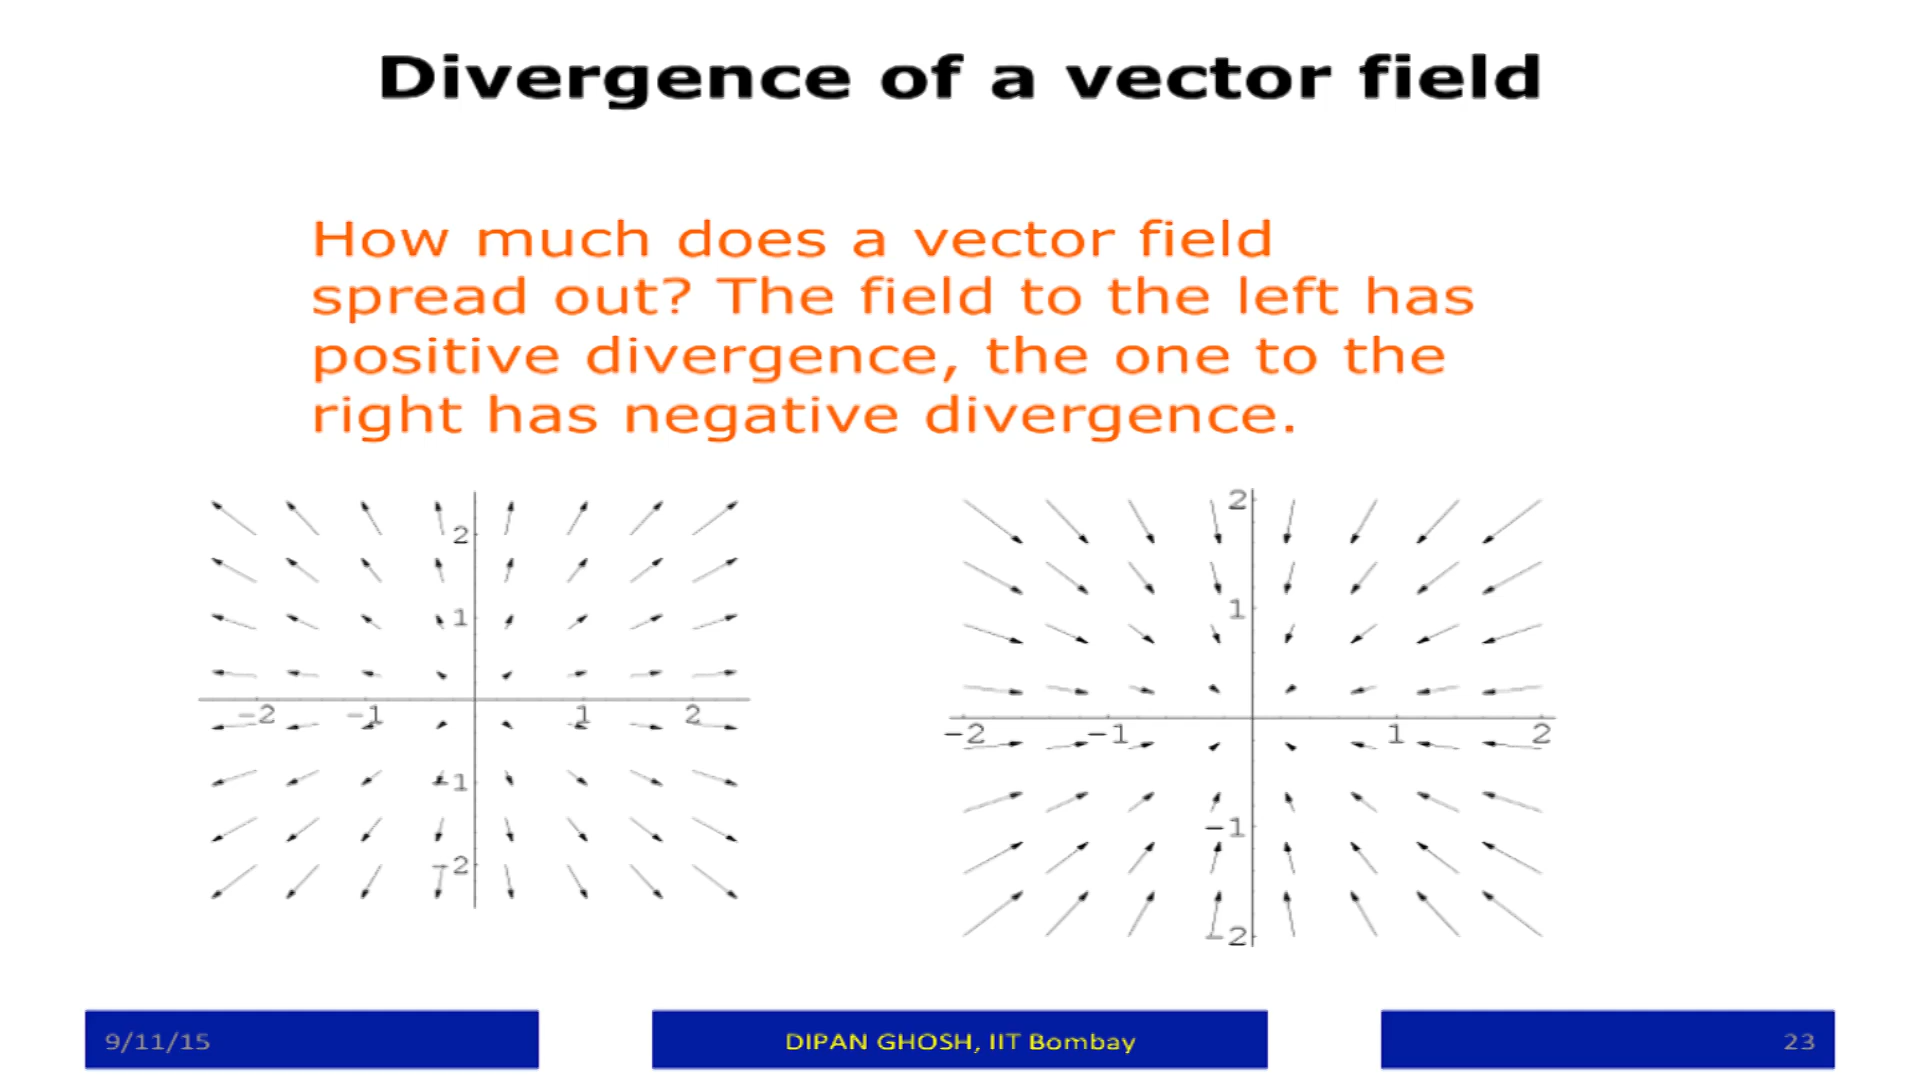 Divergence of a vector field
How much does a vector field
spread out? The field to the left has
positive divergence, the one to the
right has negative divergence.
2
1
-2 -1 1 2
-1
-2
2
1
-2 -1 1 2
-1
-2
9/11/15
DIPAN GHOSH, IIT Bombay
23